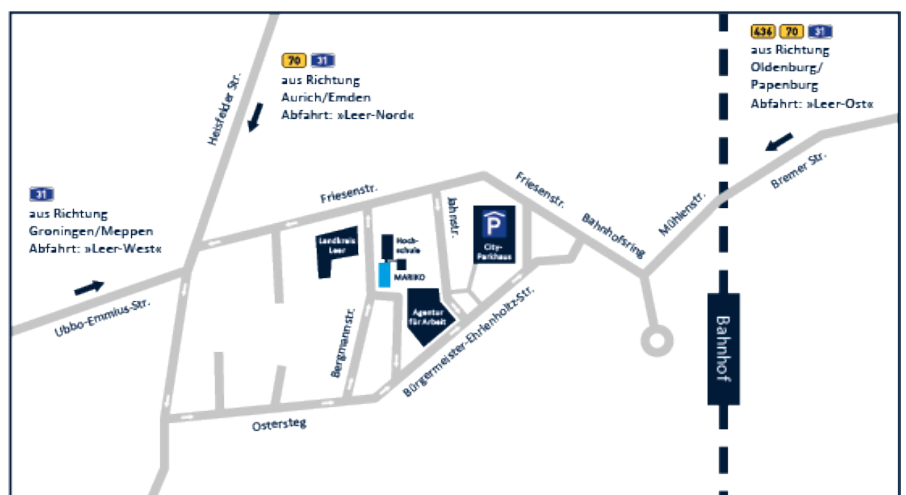 436 70 31
aus Richtung
Oldenburg/
Papenburg
Abfahrt: »Leer-Ost«
70 31
aus Richtung
Aurich/Emden
Abfahrt: »Leer-Nord«
Heisfelder Str.
Bremer Str.
Mühlenstr.
Friesenstr.
Friesenstr.
Bahnhofsring
Jahnstr.
31
aus Richtung
Groningen/Meppen
Abfahrt: »Leer-West«
Ubbo-Emmius-Str.
Landkreis
Leer
Hoch-
schule
MARIKO
P
City-
Parkhaus
Agentur
für Arbeit
Bergmannstr.
Bürgermeister-Ehrlenholtz-Str.
Bahnhof
Ostersteg